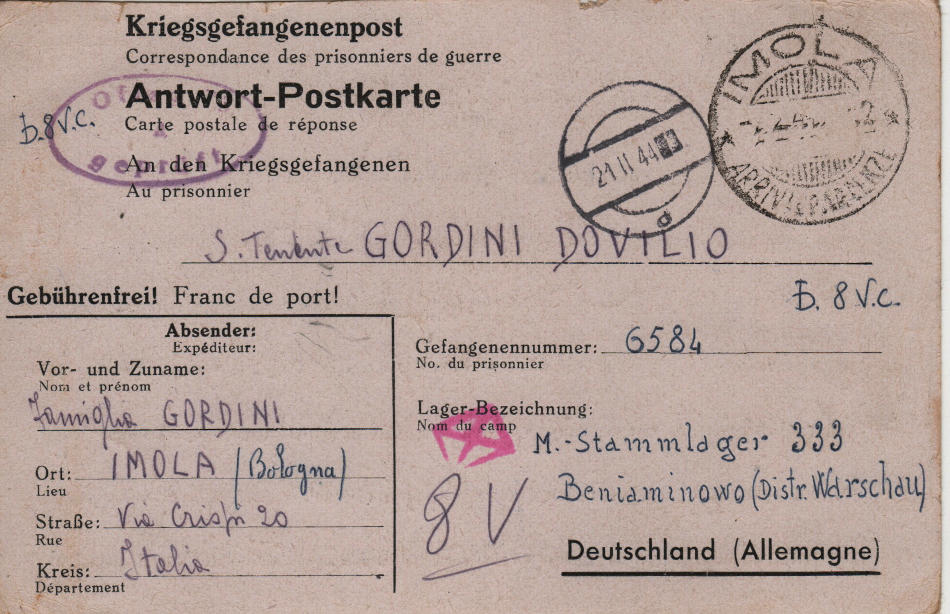 Kriegsgefangenenpost
Correspondance des prisonniers de guerre
Antwort-Postkarte
Carte postale de réponse
An den Kriegsgefangenen
Au prisonnier
geprüft
Ð. 8 V.C.
21 II 44
IMOLA
ARRIVI E PARTENZE
S. Tenente GORDINI DOVILIO
Gebührenfrei! Franc de port!
Ð. 8 V.C.
Absender:
Expéditeur:
Vor- und Zuname:
Nom et prénom
Famiglia GORDINI
Ort: IMOLA (Bologna)
Lieu
Straße: Via Crispi 20
Rue
Kreis: Italia
Département
Gefangenennummer: 6584
No. du prisonnier
Lager-Bezeichnung:
Nom du camp
M.-Stammlager 333
Beniaminowo (Distr. Warschau)
8 V
Deutschland (Allemagne)